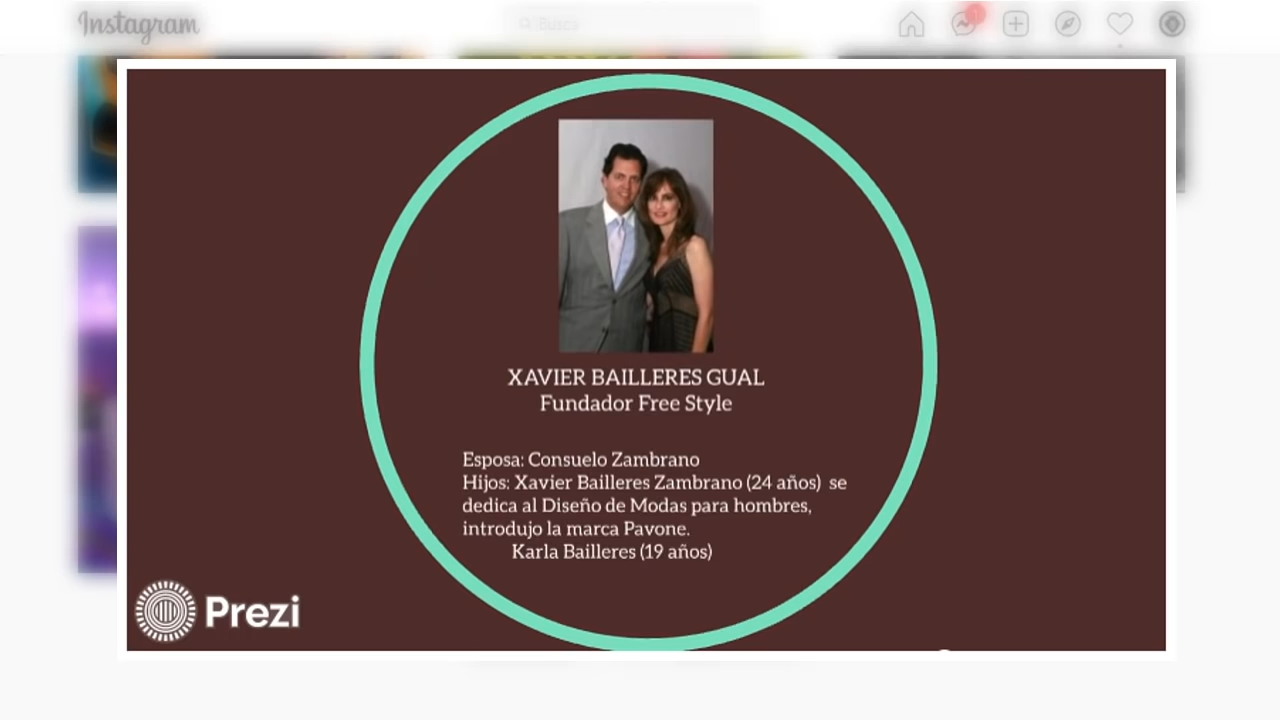 Instagram
Busca
XAVIER BAILLERES GUAL
Fundador Free Style
Esposa: Consuelo Zambrano
Hijos: Xavier Bailleres Zambrano (24 años) se
dedica al Diseño de Modas para hombres,
introdujo la marca Pavone.
Karla Bailleres (19 años)
Prezi